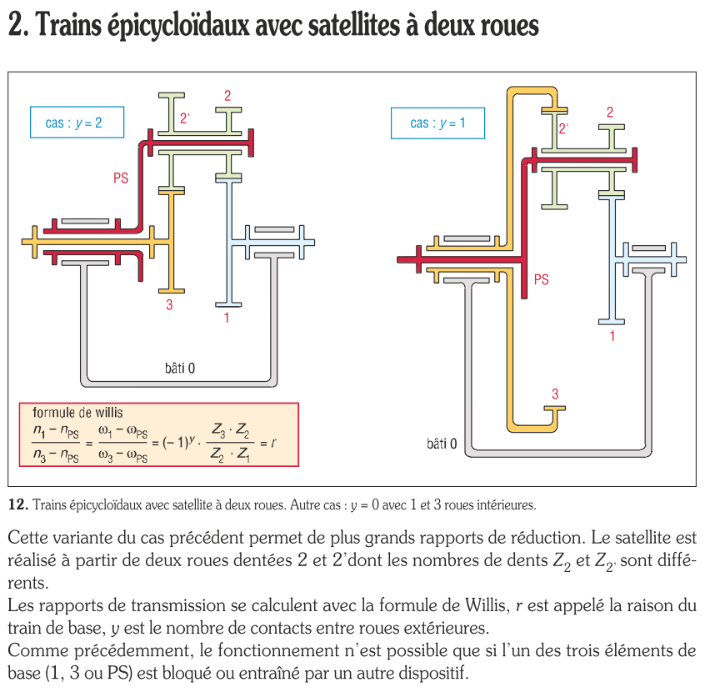 2. Trains épicycloïdaux avec satellites à deux roues
cas : y = 2
2'
2
PS
3
1
bâti 0
cas : y = 1
2
2'
PS
1
3
bâti 0
formule de willis
n₁ – nPS / n₃ – nPS = ω₁ – ωPS / ω₃ – ωPS = (– 1)ʸ · Z₃ · Z₂ / Z₂ · Z₁ = r
12. Trains épicycloïdaux avec satellite à deux roues. Autre cas : y = 0 avec 1 et 3 roues intérieures.
Cette variante du cas précédent permet de plus grands rapports de réduction. Le satellite est
réalisé à partir de deux roues dentées 2 et 2'dont les nombres de dents Z₂ et Z₂' sont diffé-
rents.
Les rapports de transmission se calculent avec la formule de Willis, r est appelé la raison du
train de base, y est le nombre de contacts entre roues extérieures.
Comme précédemment, le fonctionnement n'est possible que si l'un des trois éléments de
base (1, 3 ou PS) est bloqué ou entraîné par un autre dispositif.